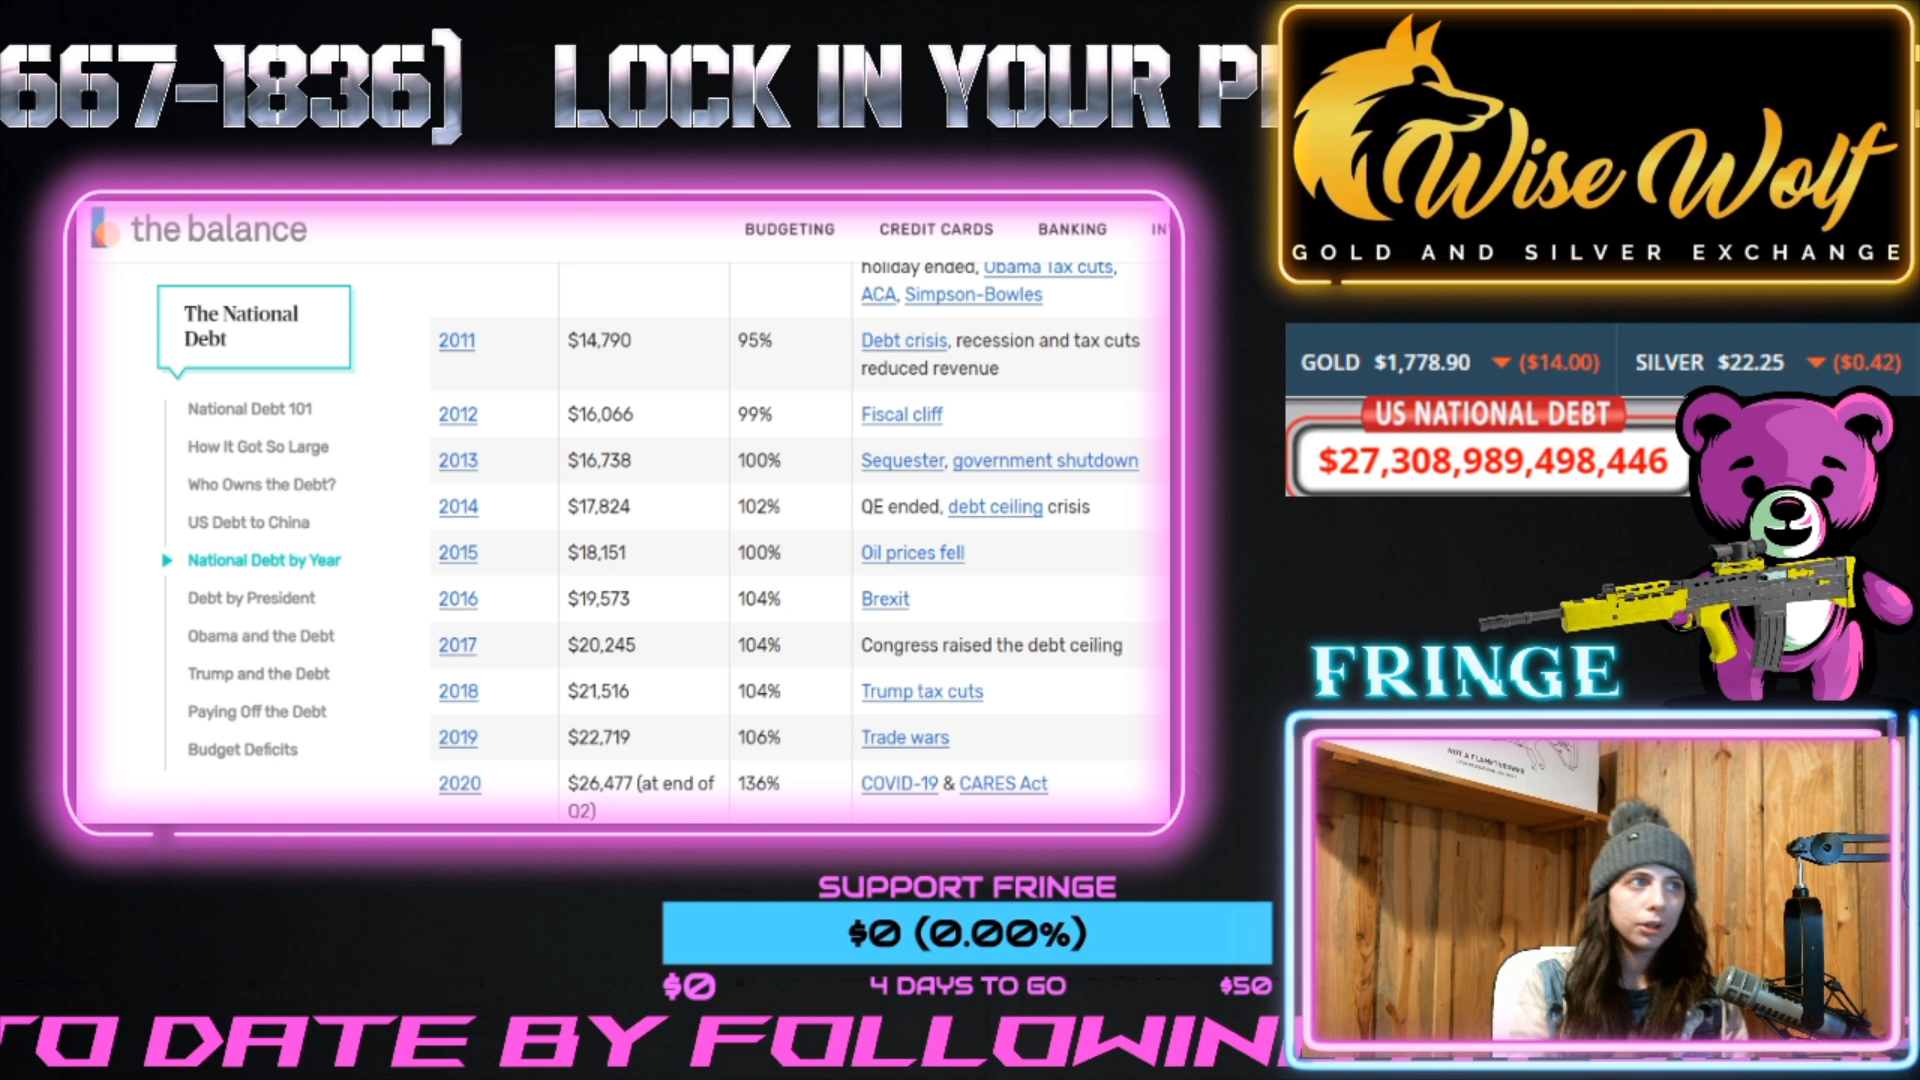 667-1836) LOCK IN YOUR
Wise Wolf
GOLD AND SILVER EXCHANGE
the balance
BUDGETING CREDIT CARDS BANKING
The National
Debt
National Debt 101
How It Got So Large
Who Owns the Debt?
US Debt to China
National Debt by Year
Debt by President
Obama and the Debt
Trump and the Debt
Paying Off the Debt
Budget Deficits
holiday ended, Obama Tax cuts,
ACA, Simpson-Bowles
2011 $14,790 95% Debt crisis, recession and tax cuts
reduced revenue
2012 $16,066 99% Fiscal cliff
2013 $16,738 100% Sequester, government shutdown
2014 $17,824 102% QE ended, debt ceiling crisis
2015 $18,151 100% Oil prices fell
2016 $19,573 104% Brexit
2017 $20,245 104% Congress raised the debt ceiling
2018 $21,516 104% Trump tax cuts
2019 $22,719 106% Trade wars
2020 $26,477 (at end of 136% COVID-19 & CARES Act
Q2)
GOLD $1,778.90 ($14.00) SILVER $22.25 ($0.42)
US NATIONAL DEBT
$27,308,989,498,446
FRINGE
NOT A FLAMETHROWER
SUPPORT FRINGE
$0 (0.00%)
$0 4 DAYS TO GO $50
TO DATE BY FOLLOWIN